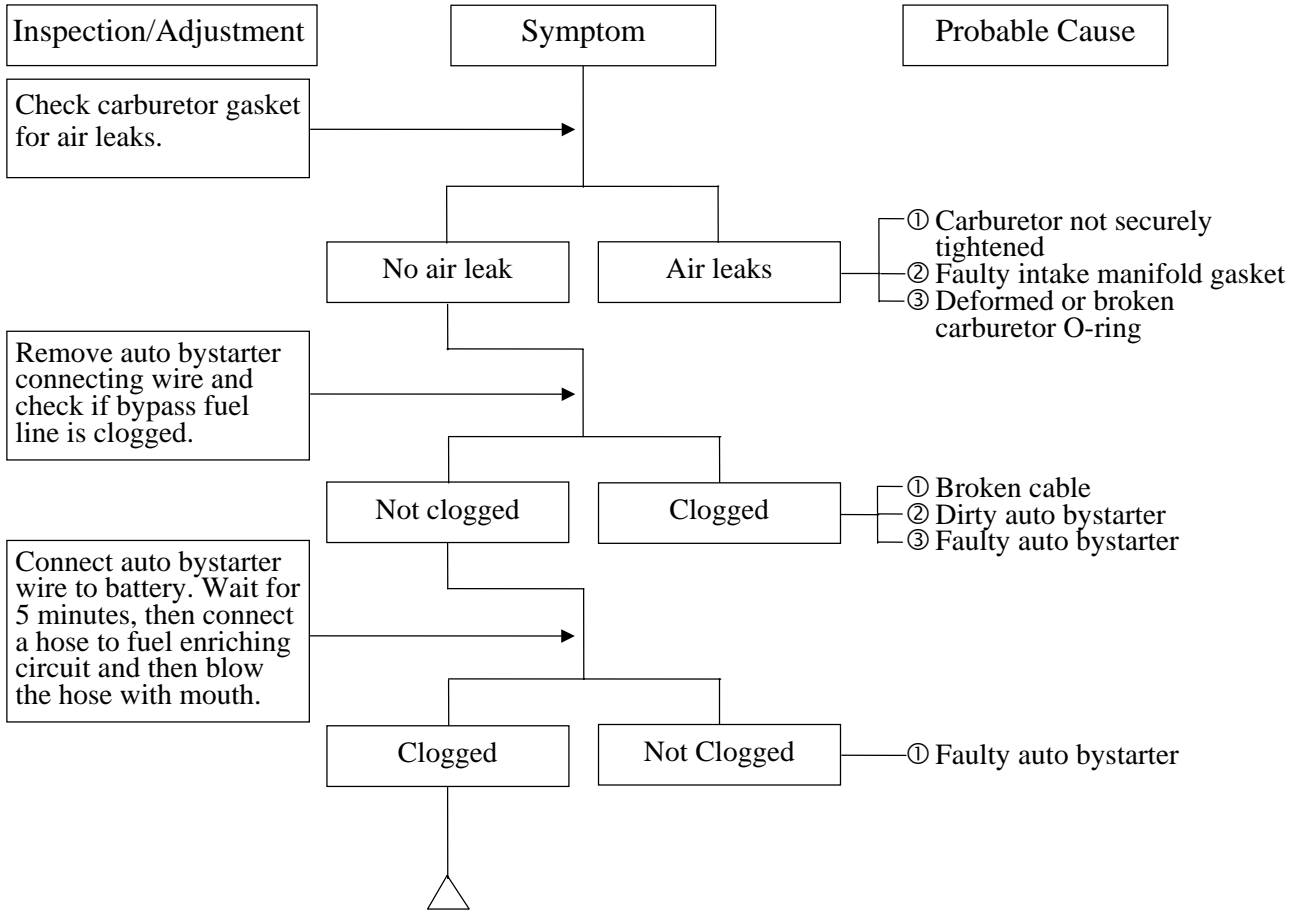 Inspection/Adjustment
Symptom
Probable Cause
Check carburetor gasket
for air leaks.
No air leak
Air leaks
① Carburetor not securely
tightened
② Faulty intake manifold gasket
③ Deformed or broken
carburetor O-ring
Remove auto bystarter
connecting wire and
check if bypass fuel
line is clogged.
Not clogged
Clogged
① Broken cable
② Dirty auto bystarter
③ Faulty auto bystarter
Connect auto bystarter
wire to battery. Wait for
5 minutes, then connect
a hose to fuel enriching
circuit and then blow
the hose with mouth.
Clogged
Not Clogged
① Faulty auto bystarter